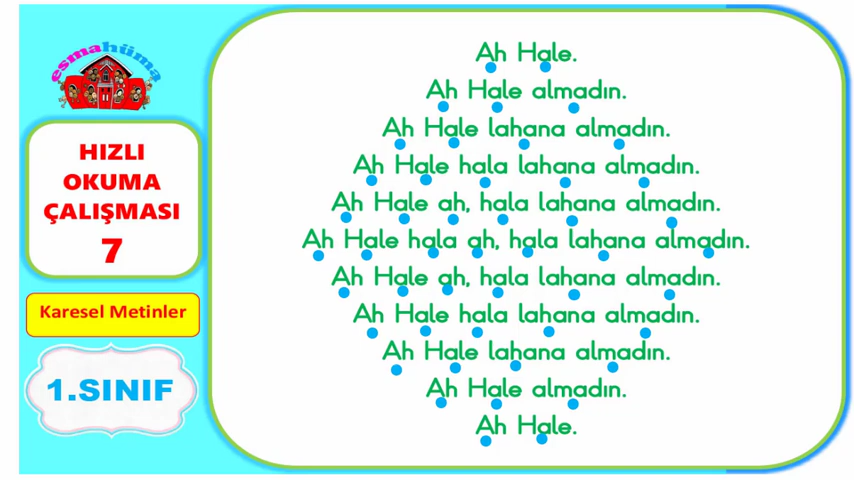 esmahüma
HIZLI
OKUMA
ÇALIŞMASI
7
Karesel Metinler
1.SINIF
Ah Hale.
Ah Hale almadın.
Ah Hale lahana almadın.
Ah Hale hala lahana almadın.
Ah Hale ah, hala lahana almadın.
Ah Hale hala ah, hala lahana almadın.
Ah Hale ah, hala lahana almadın.
Ah Hale hala lahana almadın.
Ah Hale lahana almadın.
Ah Hale almadın.
Ah Hale.